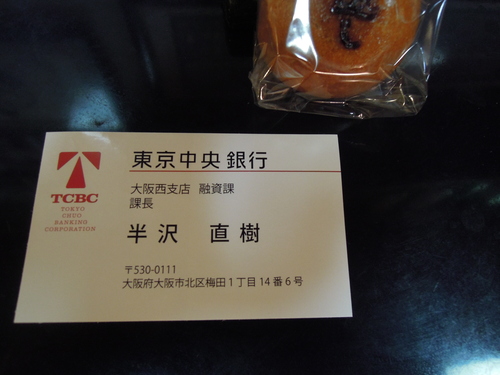 東京中央銀行
大阪西支店 融資課
課長
半沢 直樹
〒530-0111
大阪府大阪市北区梅田1丁目14番6号
TCBC
TOKYO
CHUO
BANKING
CORPORATION